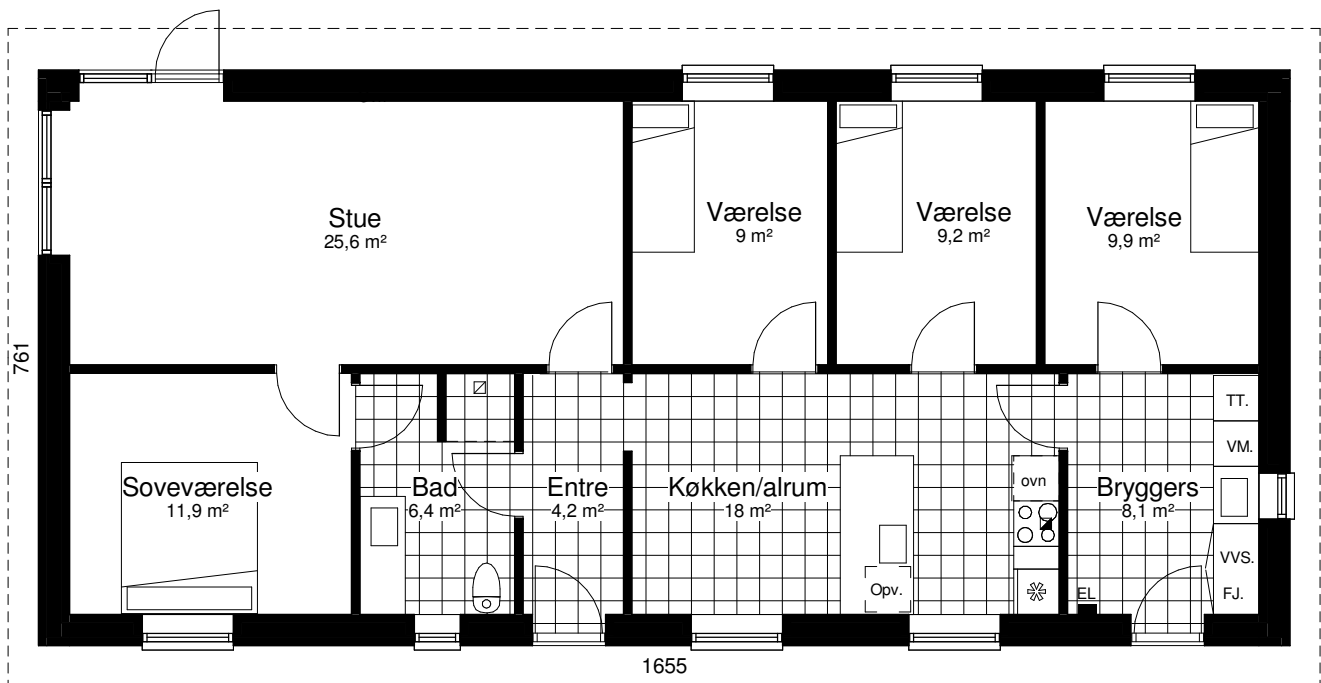 Stue
25,6 m²
Værelse
9 m²
Værelse
9,2 m²
Værelse
9,9 m²
761
Soveværelse
11,9 m²
Bad
6,4 m²
Entre
4,2 m²
Køkken/alrum
18 m²
Opv.
ovn
Bryggers
8,1 m²
EL
TT.
VM.
VVS.
FJ.
1655